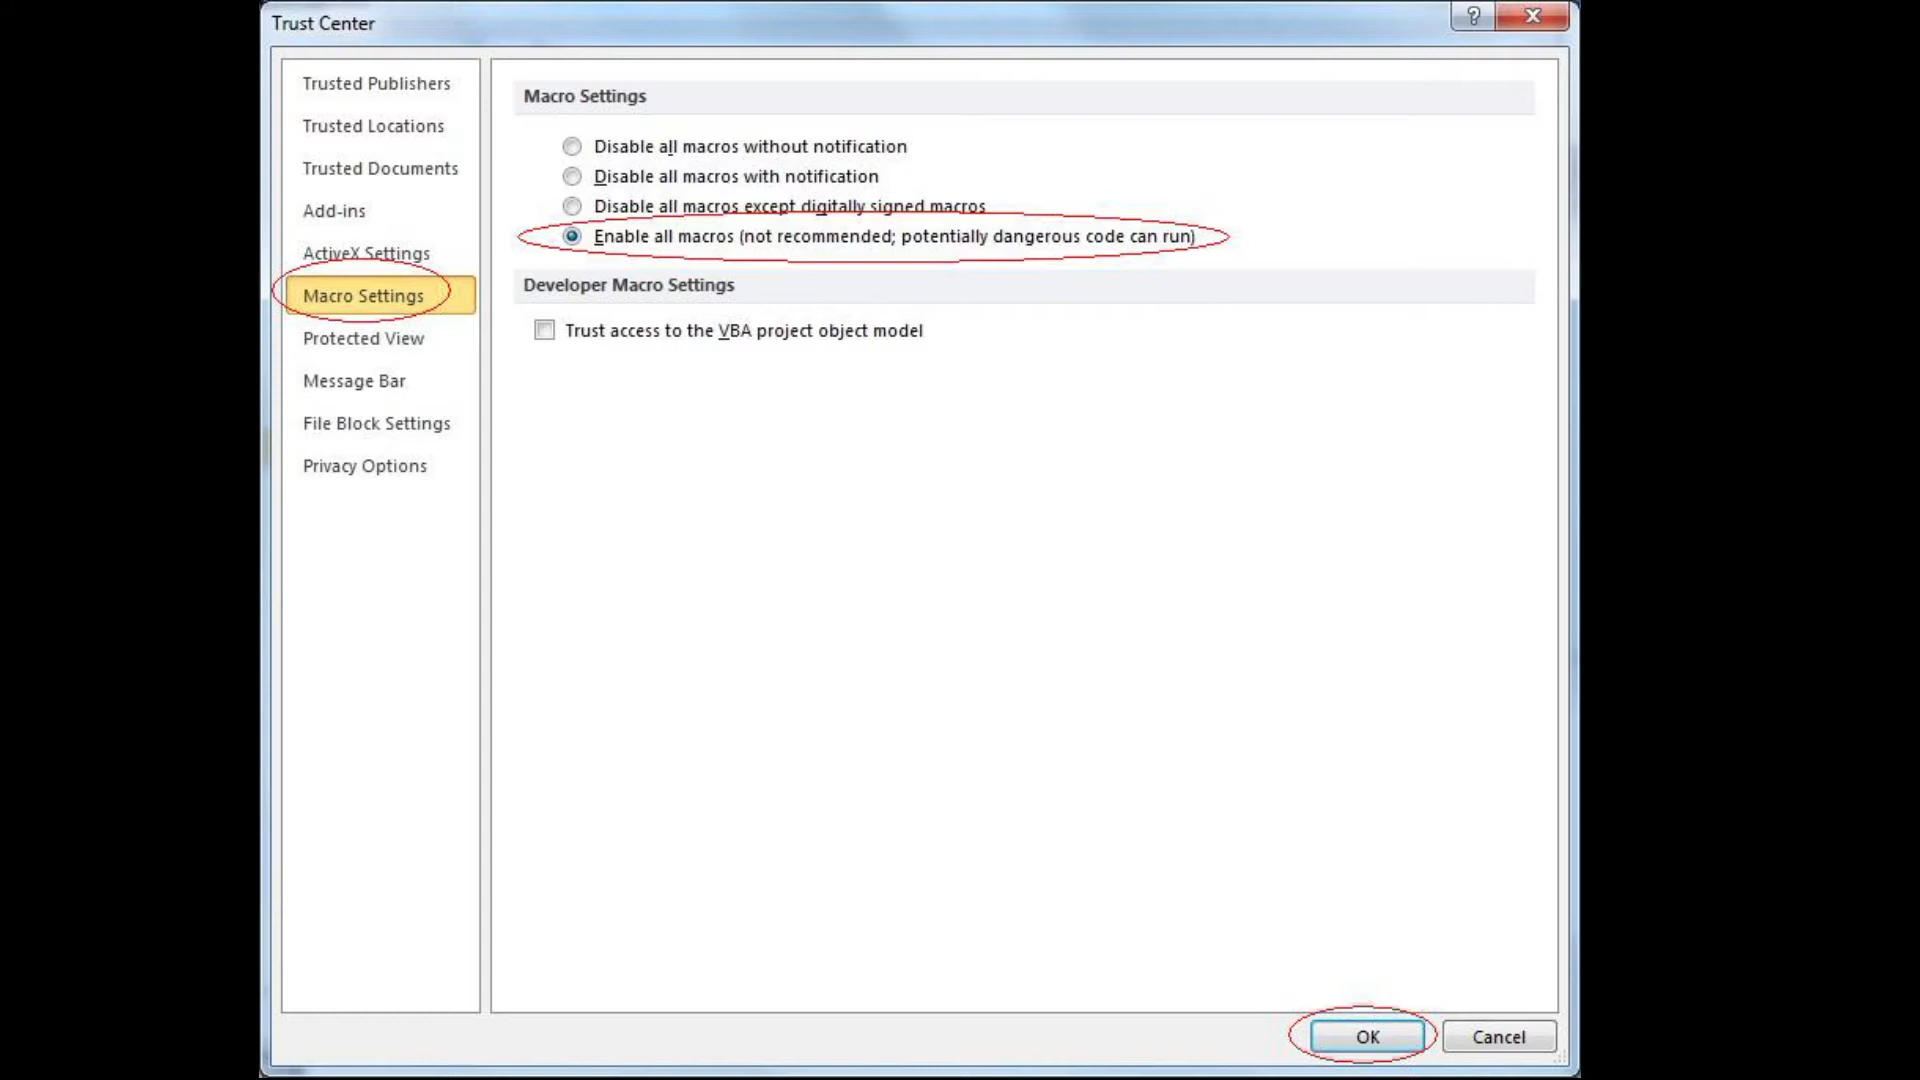 Trust Center
?
Trusted Publishers
Trusted Locations
Trusted Documents
Add-ins
ActiveX Settings
Macro Settings
Protected View
Message Bar
File Block Settings
Privacy Options
Macro Settings
Disable all macros without notification
Disable all macros with notification
Disable all macros except digitally signed macros
Enable all macros (not recommended; potentially dangerous code can run)
Developer Macro Settings
Trust access to the VBA project object model
OK
Cancel